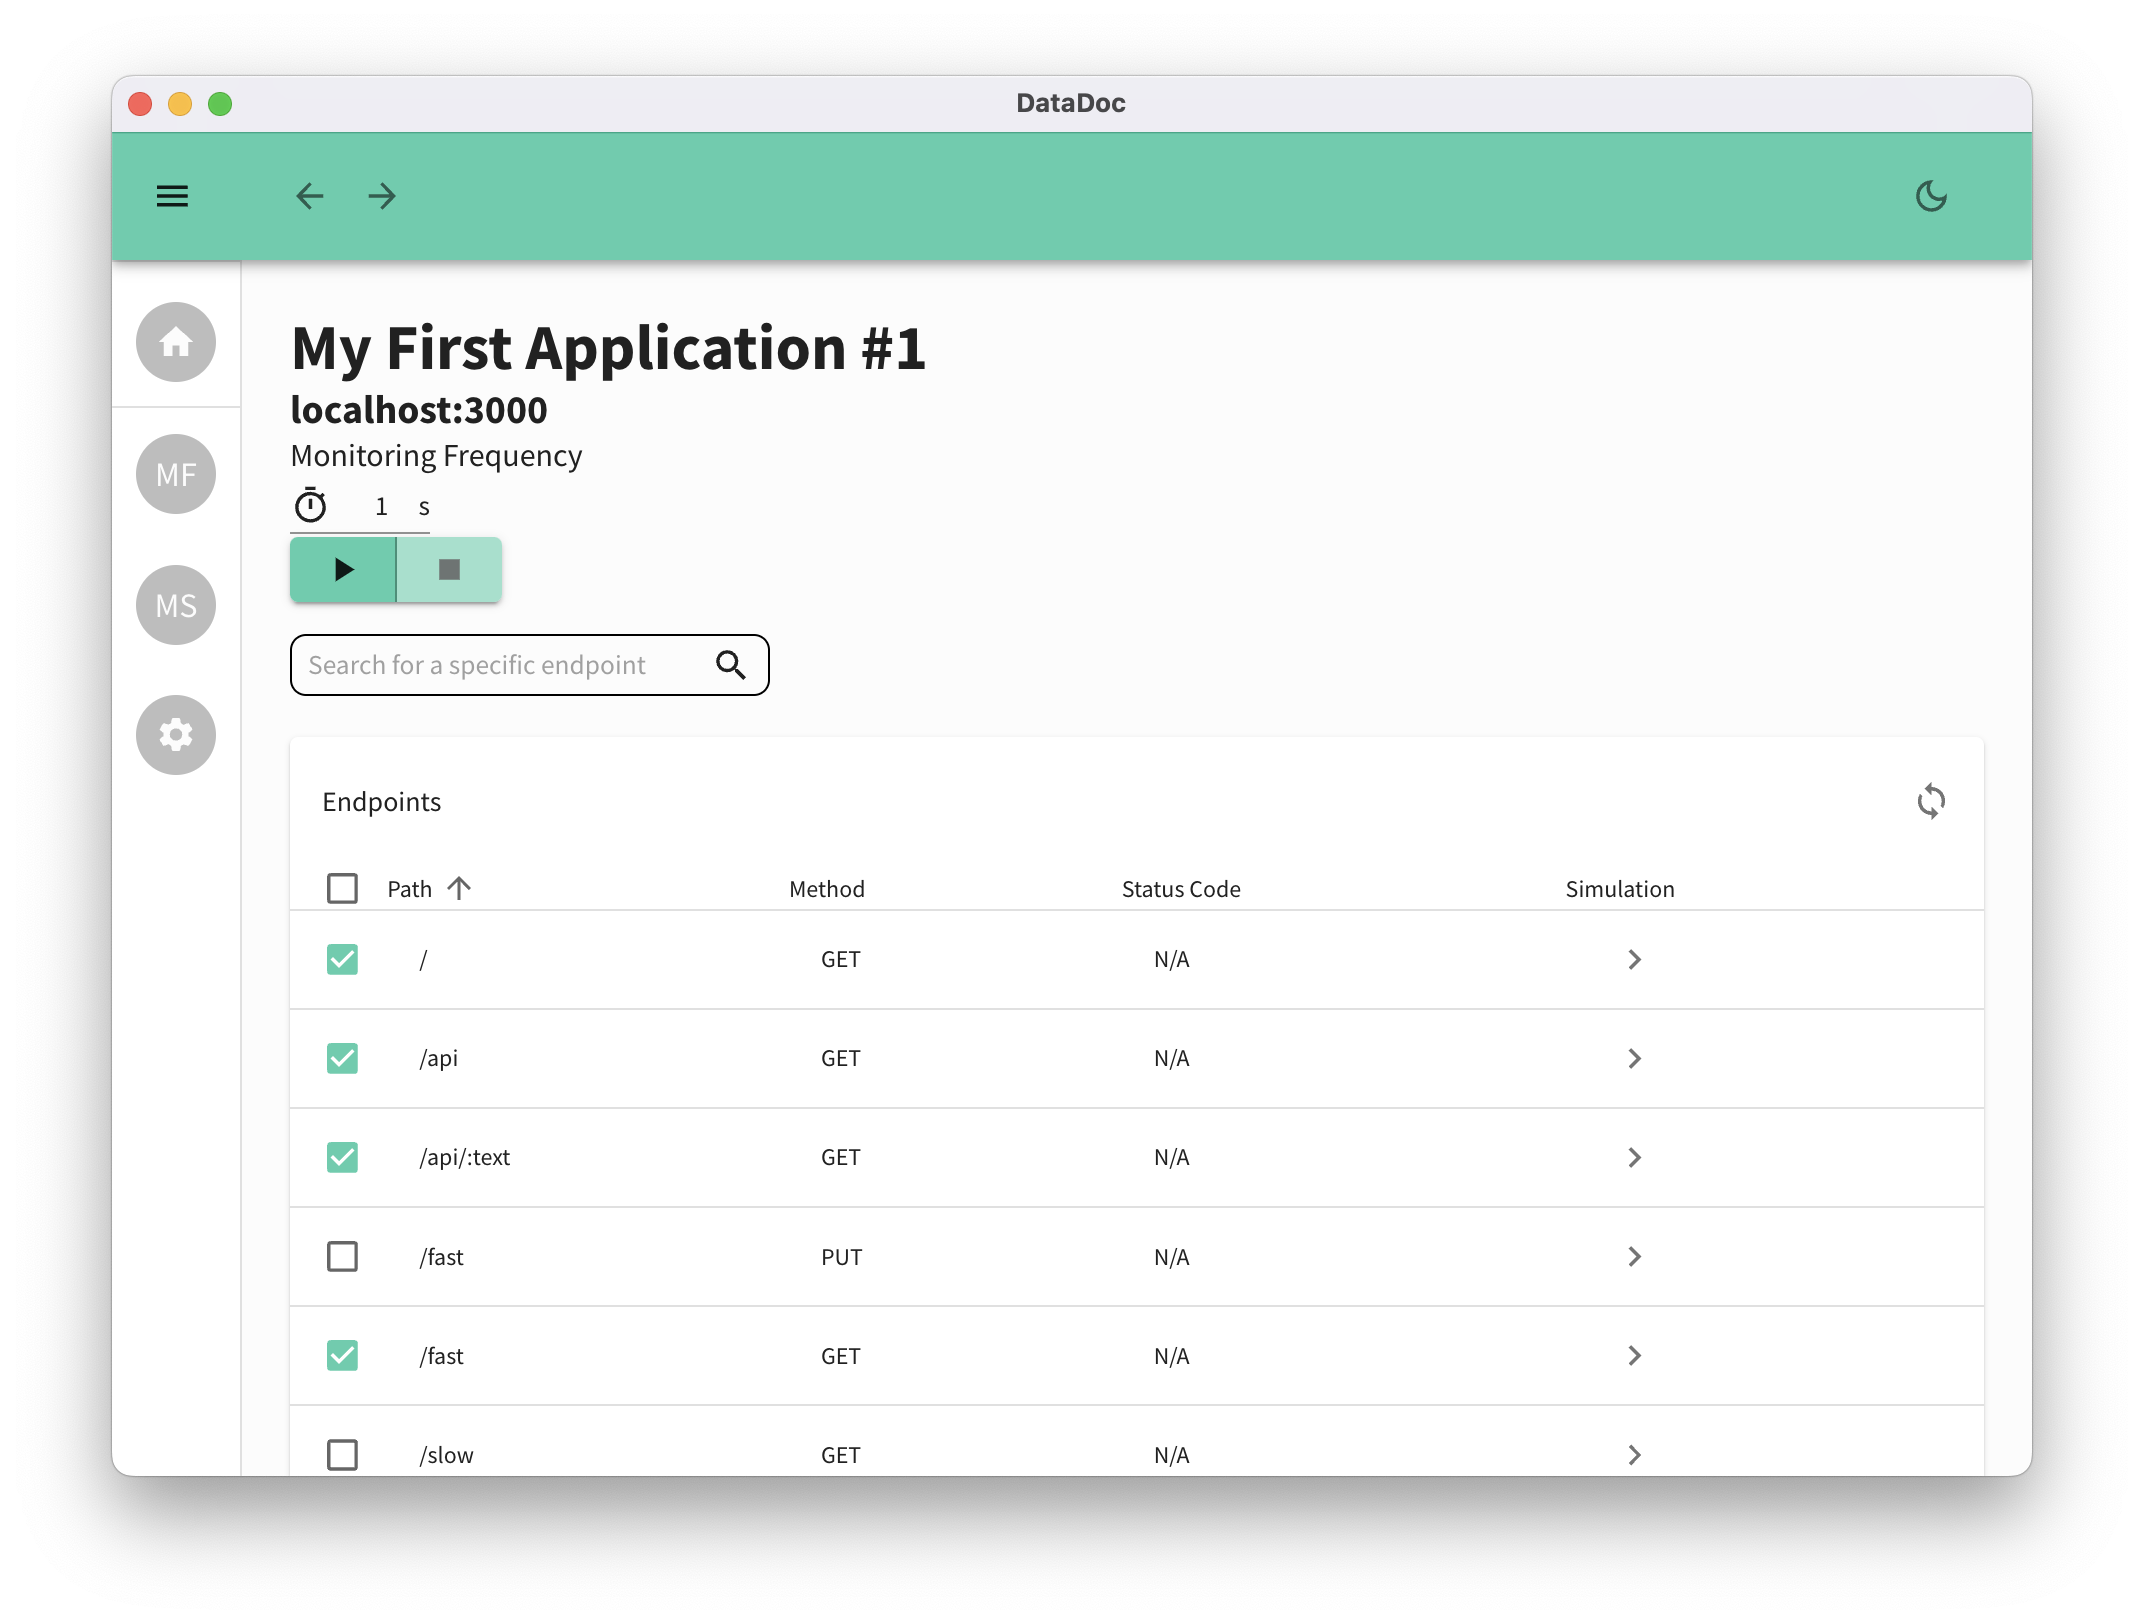 DataDoc
My First Application #1
localhost:3000
Monitoring Frequency
1 s
MF
MS
Search for a specific endpoint
Endpoints
Path Method Status Code Simulation
/ GET N/A
/api GET N/A
/api/:text GET N/A
/fast PUT N/A
/fast GET N/A
/slow GET N/A